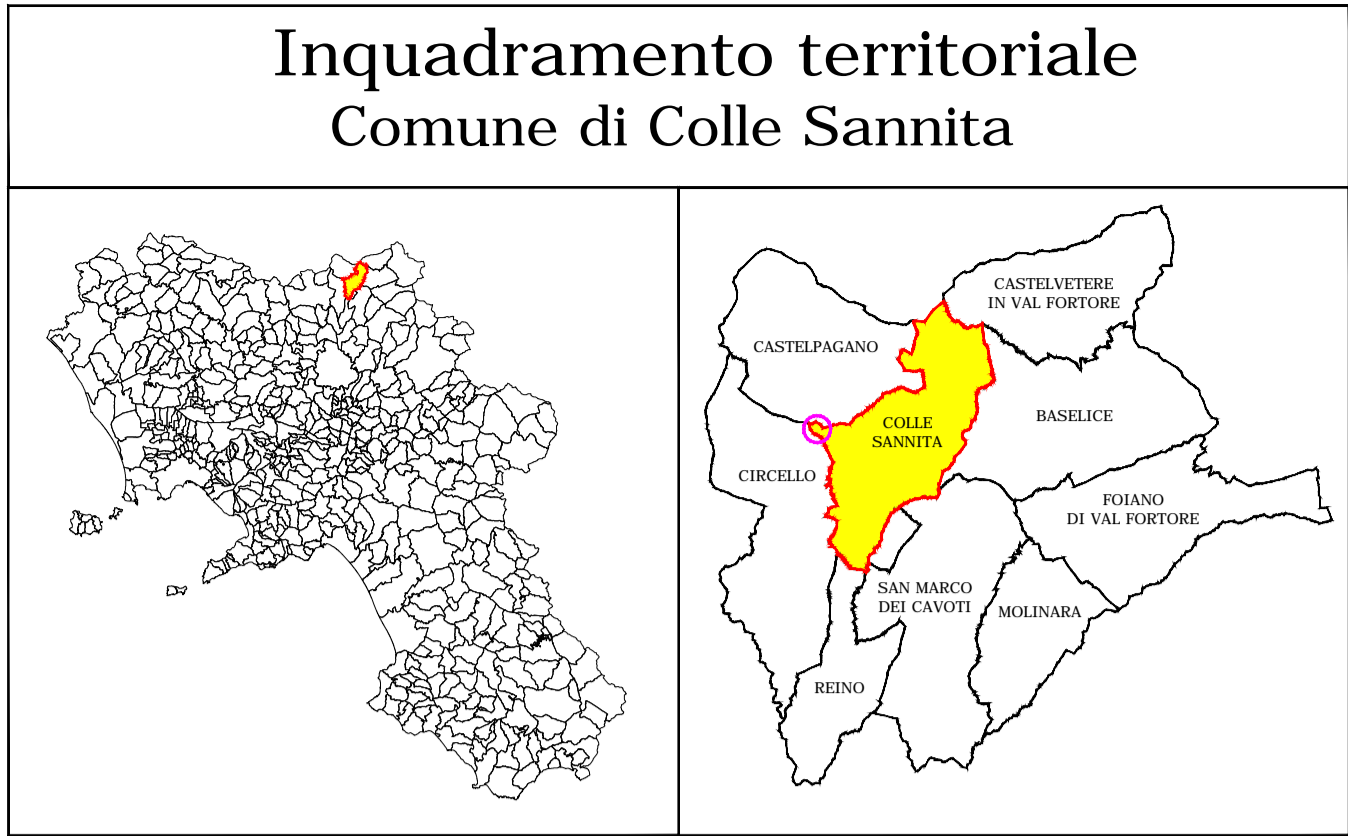 Inquadramento territoriale
Comune di Colle Sannita
CASTELVETERE
IN VAL FORTORE
CASTELPAGANO
COLLE
SANNITA
BASELICE
CIRCELLO
FOIANO
DI VAL FORTORE
SAN MARCO
DEI CAVOTI
MOLINARA
REINO